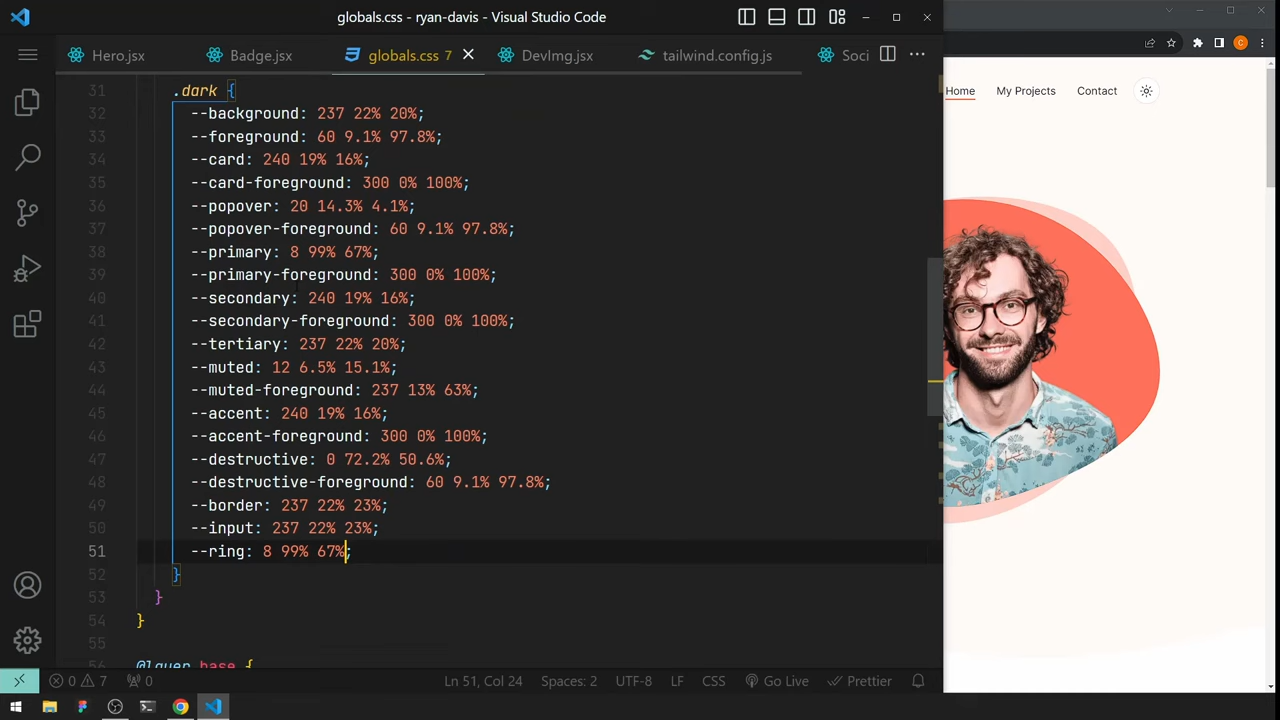 globals.css - ryan-davis - Visual Studio Code
Hero.jsx
Badge.jsx
globals.css 7
DevImg.jsx
tailwind.config.js
Soci
31 .dark {
32 --background: 237 22% 20%;
33 --foreground: 60 9.1% 97.8%;
34 --card: 240 19% 16%;
35 --card-foreground: 300 0% 100%;
36 --popover: 20 14.3% 4.1%;
37 --popover-foreground: 60 9.1% 97.8%;
38 --primary: 8 99% 67%;
39 --primary-foreground: 300 0% 100%;
40 --secondary: 240 19% 16%;
41 --secondary-foreground: 300 0% 100%;
42 --tertiary: 237 22% 20%;
43 --muted: 12 6.5% 15.1%;
44 --muted-foreground: 237 13% 63%;
45 --accent: 240 19% 16%;
46 --accent-foreground: 300 0% 100%;
47 --destructive: 0 72.2% 50.6%;
48 --destructive-foreground: 60 9.1% 97.8%;
49 --border: 237 22% 23%;
50 --input: 237 22% 23%;
51 --ring: 8 99% 67%;
52 }
53 }
54 }
55
56 @layer base {
0 7 0
Ln 51, Col 24 Spaces: 2 UTF-8 LF CSS Go Live Prettier
C
Home My Projects Contact